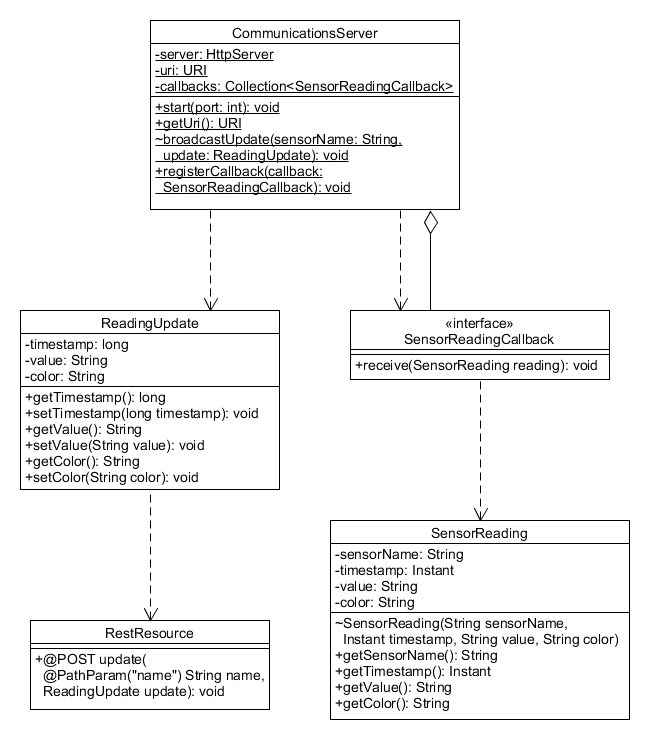 CommunicationsServer
-server: HttpServer
-uri: URI
-callbacks: Collection<SensorReadingCallback>
+start(port: int): void
+getUri(): URI
~broadcastUpdate(sensorName: String,
update: ReadingUpdate): void
+registerCallback(callback:
SensorReadingCallback): void
ReadingUpdate
-timestamp: long
-value: String
-color: String
+getTimestamp(): long
+setTimestamp(long timestamp): void
+getValue(): String
+setValue(String value): void
+getColor(): String
+setColor(String color): void
«interface»
SensorReadingCallback
+receive(SensorReading reading): void
SensorReading
-sensorName: String
-timestamp: Instant
-value: String
-color: String
~SensorReading(String sensorName,
Instant timestamp, String value, String color)
+getSensorName(): String
+getTimestamp(): Instant
+getValue(): String
+getColor(): String
RestResource
+@POST update(
@PathParam("name") String name,
ReadingUpdate update): void